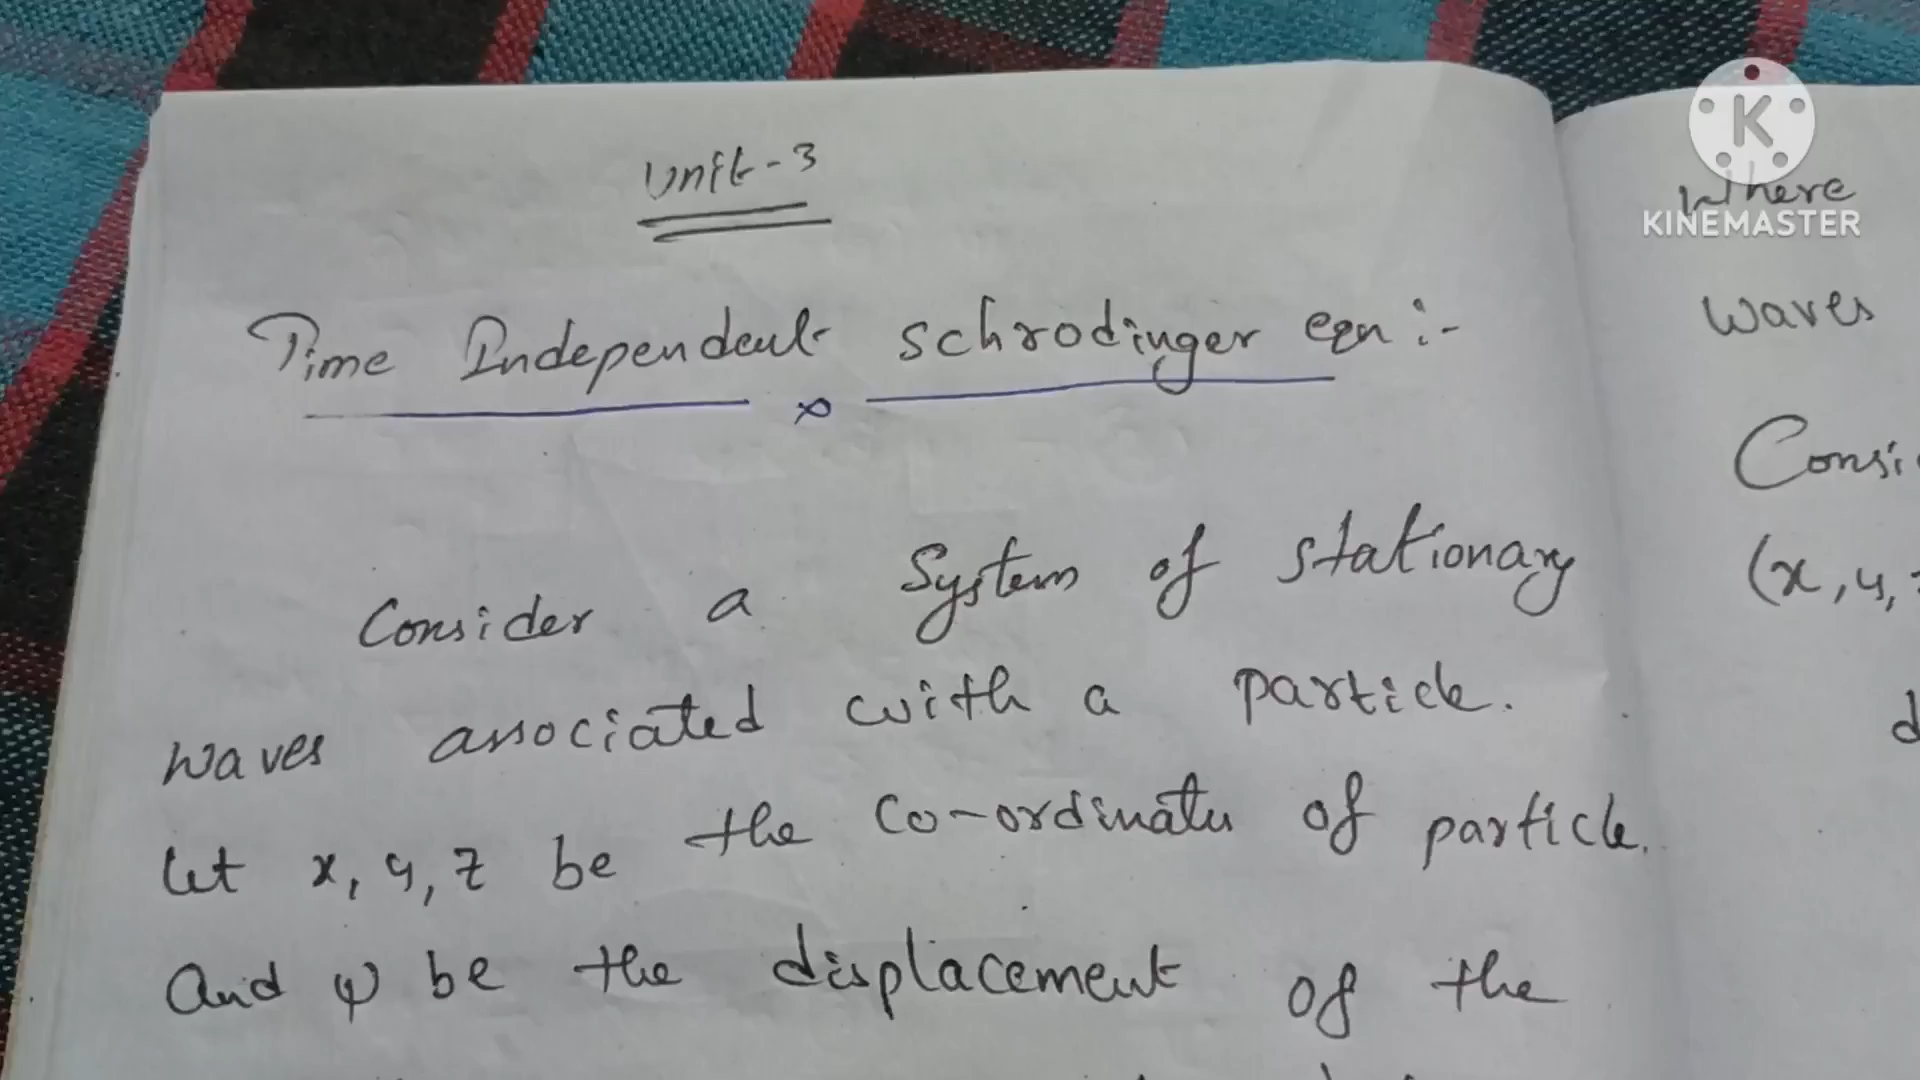 Unit-3
Time Independent Schrodinger eqn:-
Consider a System of stationary
waves associated with a particle.
let x, y, z be the co-ordinates of particle.
And ψ be the displacement of the
K
Where
KINEMASTER
waves
Consi
(x, y,
d